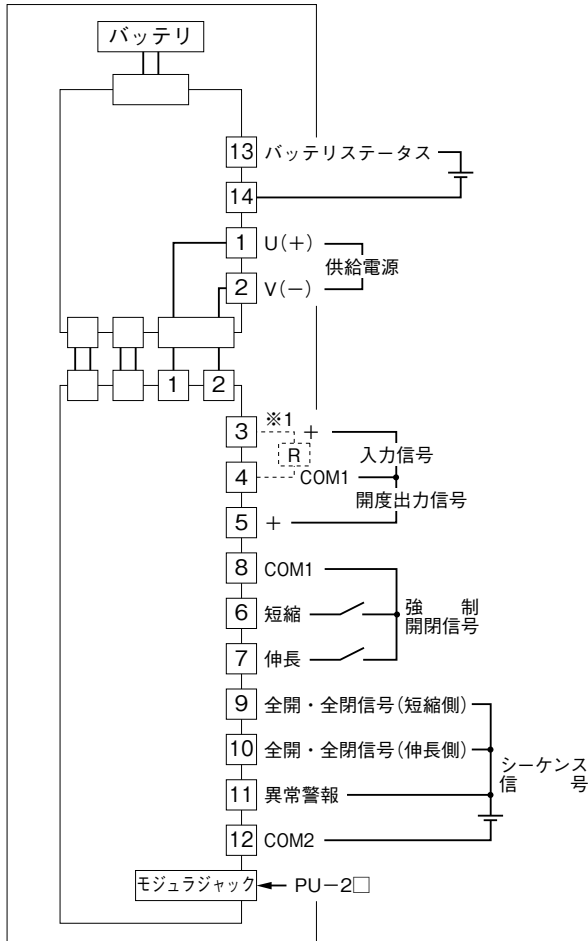 バッテリ
13 バッテリステータス
14
1 U(+)
供給電源
2 V(-)
1 2
3 ※1 +
入力信号
R
4 COM1
開度出力信号
5 +
8 COM1
6 短縮
強制
開閉信号
7 伸長
9 全開・全閉信号(短縮側)
10 全開・全閉信号(伸長側)
シーケンス
信号
11 異常警報
12 COM2
モジュラジャック PU-2□